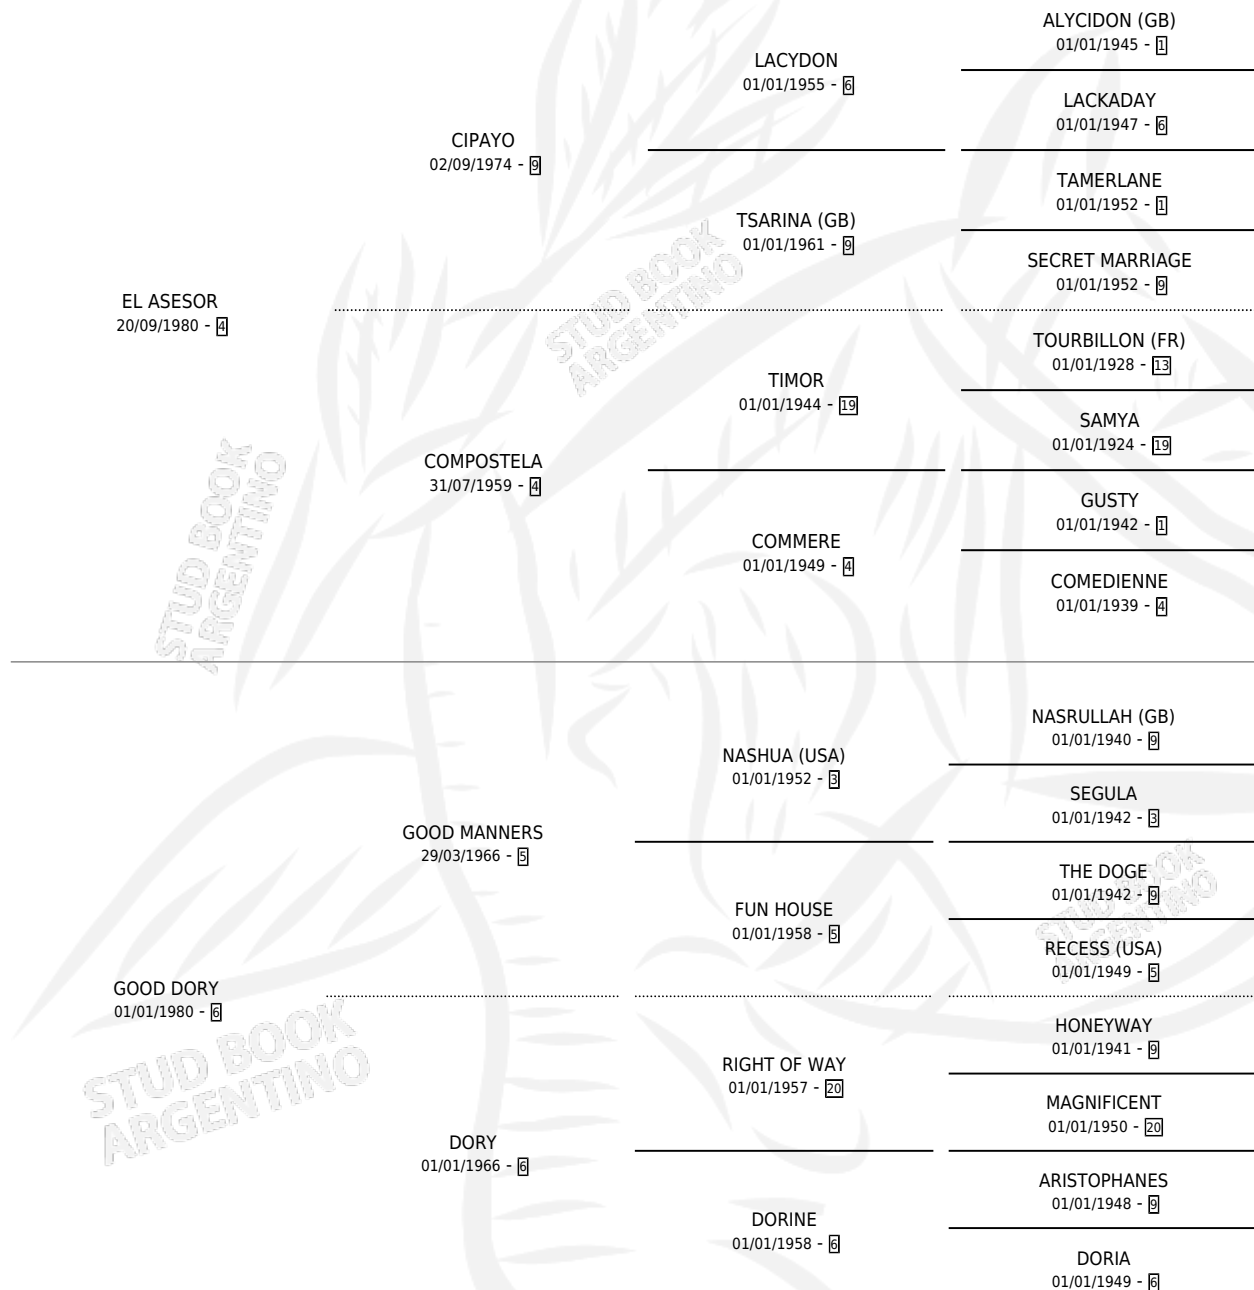 EL ASESOR
20/09/1980 - 4
CIPAYO
02/09/1974 - 9
LACYDON
01/01/1955 - 6
ALYCIDON (GB)
01/01/1945 - 1
LACKADAY
01/01/1947 - 6
TSARINA (GB)
01/01/1961 - 9
TAMERLANE
01/01/1952 - 1
SECRET MARRIAGE
01/01/1952 - 9
COMPOSTELA
31/07/1959 - 4
TIMOR
01/01/1944 - 19
TOURBILLON (FR)
01/01/1928 - 13
SAMYA
01/01/1924 - 19
COMMERE
01/01/1949 - 4
GUSTY
01/01/1942 - 1
COMEDIENNE
01/01/1939 - 4
GOOD DORY
01/01/1980 - 6
GOOD MANNERS
29/03/1966 - 5
NASHUA (USA)
01/01/1952 - 3
NASRULLAH (GB)
01/01/1940 - 9
SEGULA
01/01/1942 - 3
FUN HOUSE
01/01/1958 - 5
THE DOGE
01/01/1942 - 9
RECESS (USA)
01/01/1949 - 5
DORY
01/01/1966 - 6
RIGHT OF WAY
01/01/1957 - 20
HONEYWAY
01/01/1941 - 9
MAGNIFICENT
01/01/1950 - 20
DORINE
01/01/1958 - 6
ARISTOPHANES
01/01/1948 - 9
DORIA
01/01/1949 - 6
STUD BOOK
ARGENTINO
STUD BOOK
ARGENTINO
STUD BOOK
ARGENTINO
STUD BOOK
ARGENTINO